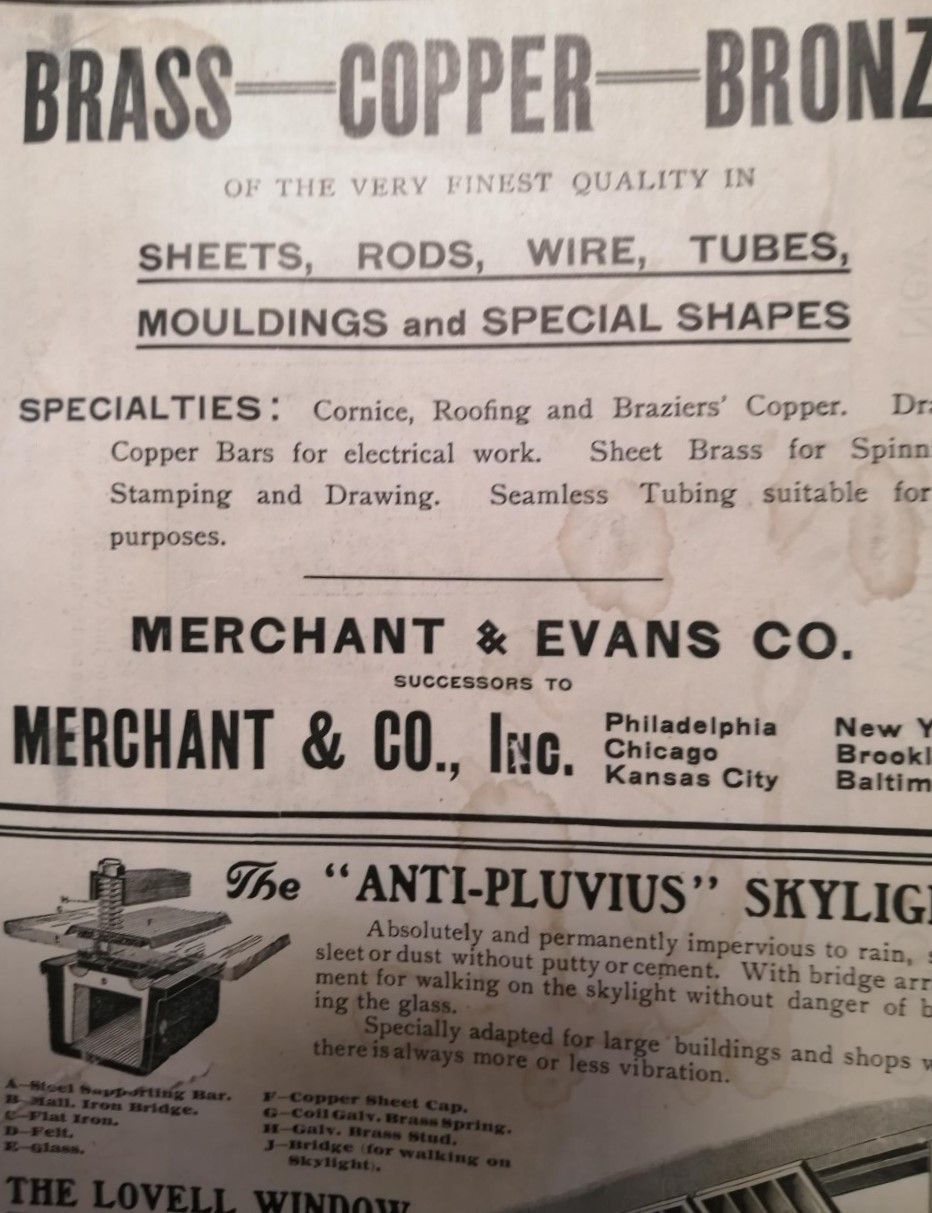 BRASS—COPPER—BRONZ
OF THE VERY FINEST QUALITY IN
SHEETS, RODS, WIRE, TUBES,
MOULDINGS and SPECIAL SHAPES
SPECIALTIES: Cornice, Roofing and Braziers' Copper. Dra
Copper Bars for electrical work. Sheet Brass for Spinn
Stamping and Drawing. Seamless Tubing suitable for
purposes.
MERCHANT & EVANS CO.
SUCCESSORS TO
MERCHANT & CO., INC.
Philadelphia New Y
Chicago Brookl
Kansas City Baltim
The "ANTI-PLUVIUS" SKYLIG
Absolutely and permanently impervious to rain, s
sleet or dust without putty or cement. With bridge arr
ment for walking on the skylight without danger of b
ing the glass.
Specially adapted for large buildings and shops w
there is always more or less vibration.
A—Steel Supporting Bar.
B—Mall. Iron Bridge.
C—Flat Iron.
D—Felt.
E—Glass.
F—Copper Sheet Cap.
G—Coil Galv. Brass Spring.
H—Galv. Brass Stud.
J—Bridge (for walking on
Skylight).
THE LOVELL WINDOW